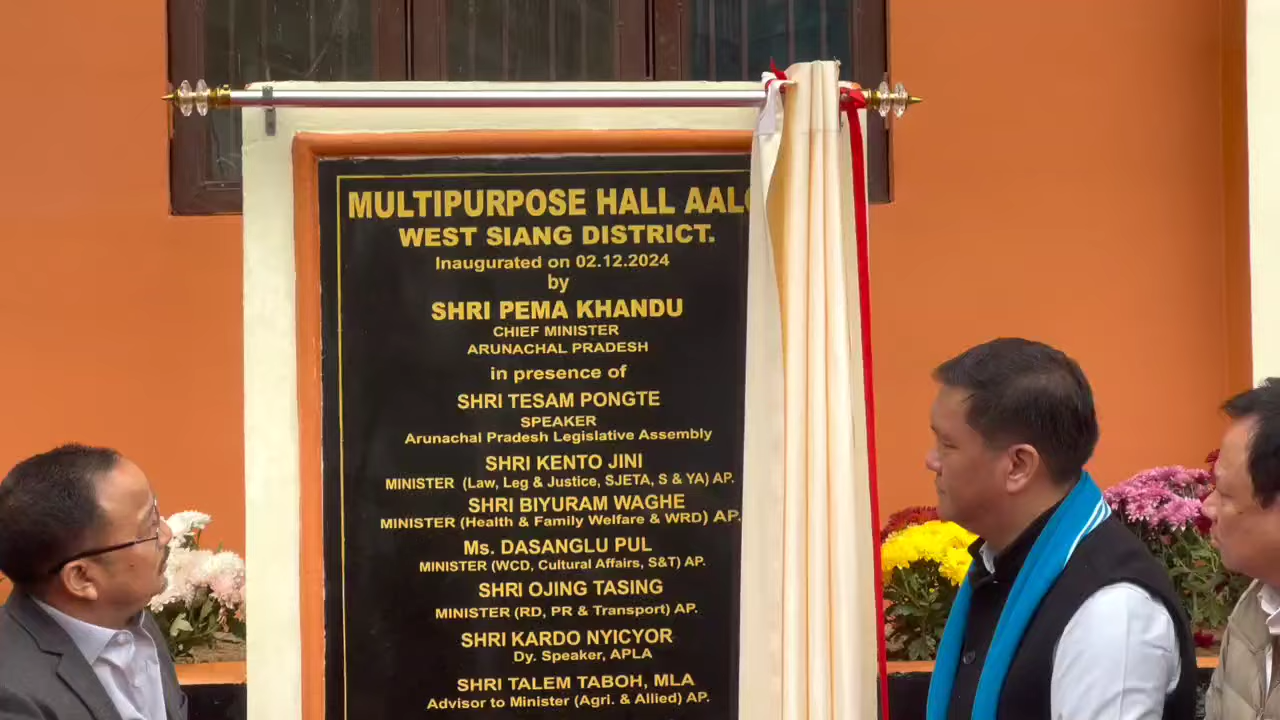 MULTIPURPOSE HALL
WEST SIANG DISTRICT.
Inaugurated on 02.12.2024
by
SHRI PEMA KHANDU
CHIEF MINISTER
ARUNACHAL PRADESH
in presence of
SHRI TESAM PONGTE
SPEAKER
Arunachal Pradesh Legislative Assembly
SHRI KENTO JINI
MINISTER (Law, Leg & Justice, SJETA, S & YA) AP.
SHRI BIYURAM WAGHE
MINISTER (Health & Family Welfare & WRD) AP.
Ms. DASANGLU PUL
MINISTER (WCD, Cultural Affairs, S&T) AP.
SHRI OJING TASING
MINISTER (RD, PR & Transport) AP.
SHRI KARDO NYICYOR
Dy. Speaker, APLA
SHRI TALEM TABOH, MLA
Advisor to Minister (Agri. & Allied) AP.